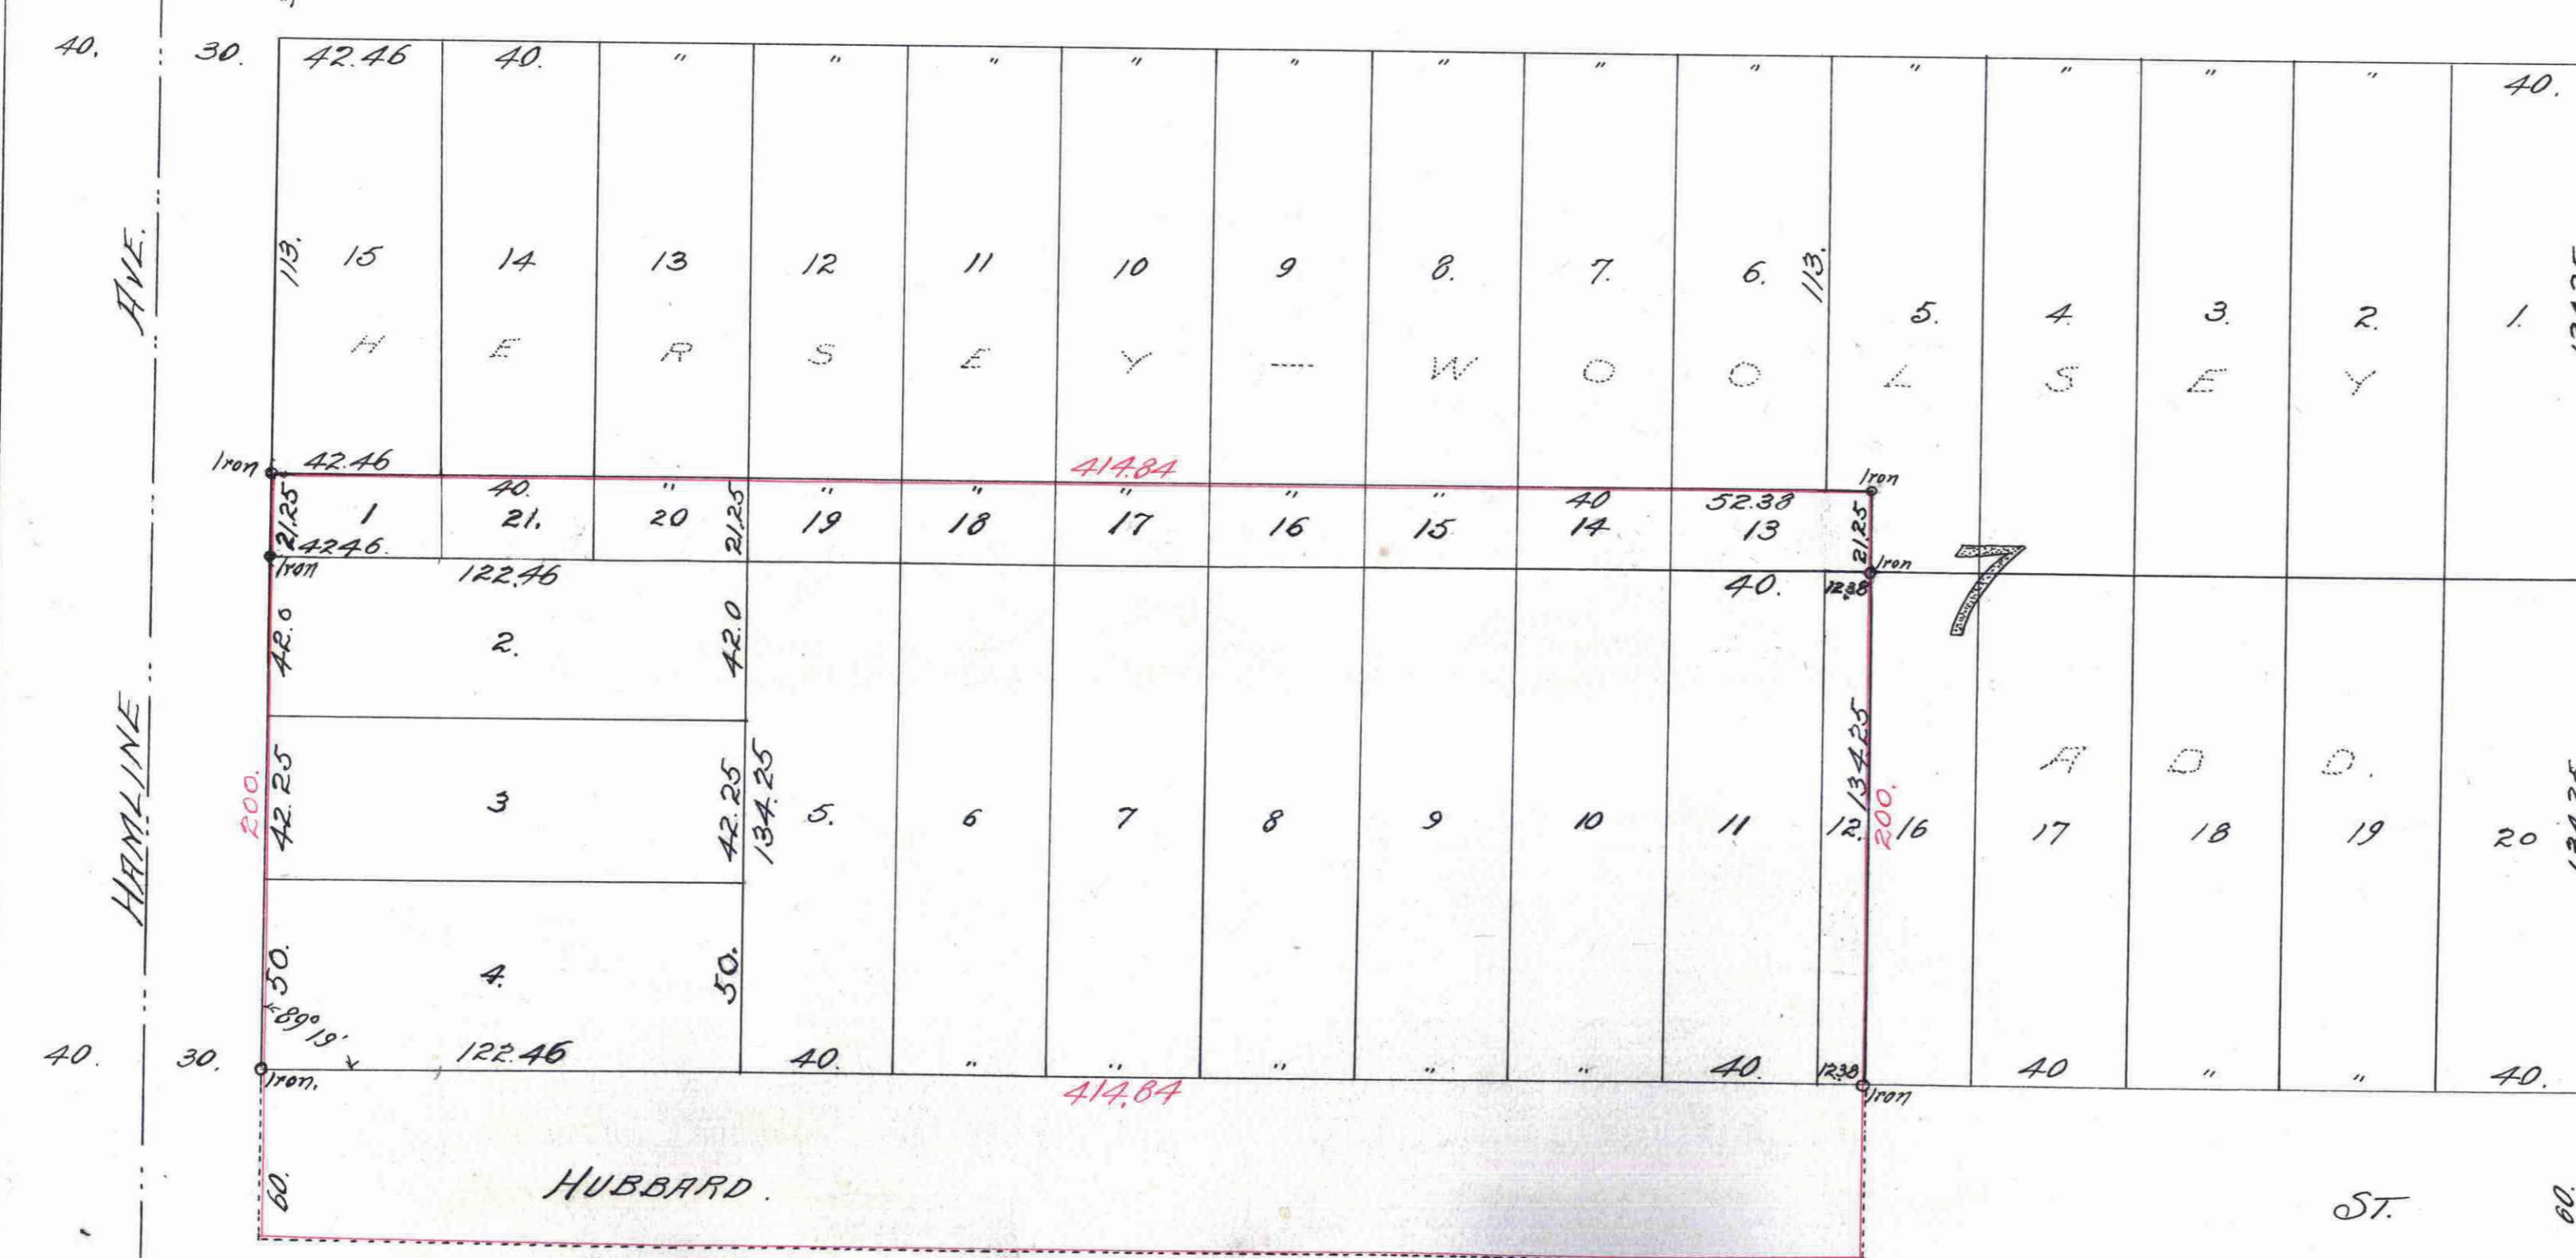 40. 30. 42.46 40. " " " " " " " " " " " " 40.
AVE.
113. 15 14 13 12 11 10 9 8. 7. 6. 113. 5. 4. 3. 2. 1.
HERSEY — WOOLSEY
Iron 42.46 414.84 Iron
40. " " " " " " 40 52.38
21.25 1 21. 20 21.25 19 18 17 16 15 14 13 21.25
42.46. Iron 122.46 40. 12.38 Iron 7
42.0 2. 42.0
HAMLINE
200. 42.25 3 42.25 134.25 5. 6 7 8 9 10 11 12. 134.25 200. 16 17 18 19 20 134.25
ADD.
50. 4. 50.
89° 19'
40. 30. 122.46 40. " " " " " 40. 12.38 40 " " 40.
Iron. 414.84 Iron
60. HUBBARD. ST. 60.